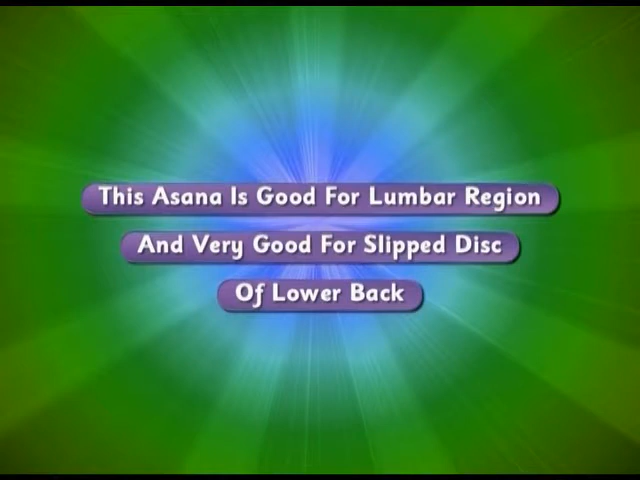 This Asana Is Good For Lumbar Region
And Very Good For Slipped Disc
Of Lower Back